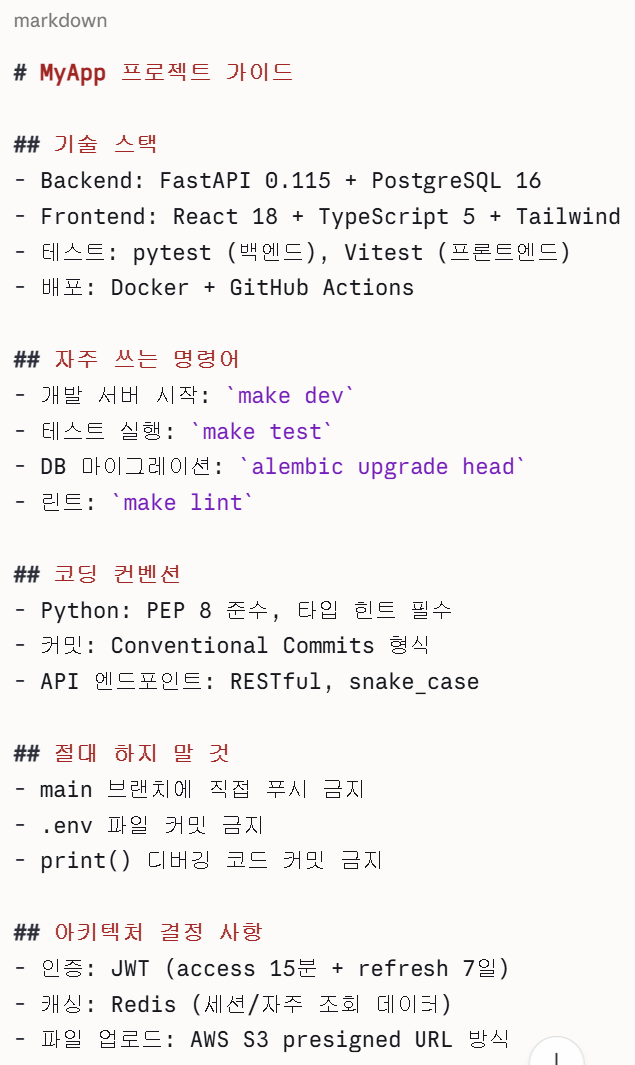 markdown
# MyApp 프로젝트 가이드
## 기술 스택
- Backend: FastAPI 0.115 + PostgreSQL 16
- Frontend: React 18 + TypeScript 5 + Tailwind
- 테스트: pytest (백엔드), Vitest (프론트엔드)
- 배포: Docker + GitHub Actions
## 자주 쓰는 명령어
- 개발 서버 시작: `make dev`
- 테스트 실행: `make test`
- DB 마이그레이션: `alembic upgrade head`
- 린트: `make lint`
## 코딩 컨벤션
- Python: PEP 8 준수, 타입 힌트 필수
- 커밋: Conventional Commits 형식
- API 엔드포인트: RESTful, snake_case
## 절대 하지 말 것
- main 브랜치에 직접 푸시 금지
- .env 파일 커밋 금지
- print() 디버깅 코드 커밋 금지
## 아키텍처 결정 사항
- 인증: JWT (access 15분 + refresh 7일)
- 캐싱: Redis (세션/자주 조회 데이터)
- 파일 업로드: AWS S3 presigned URL 방식